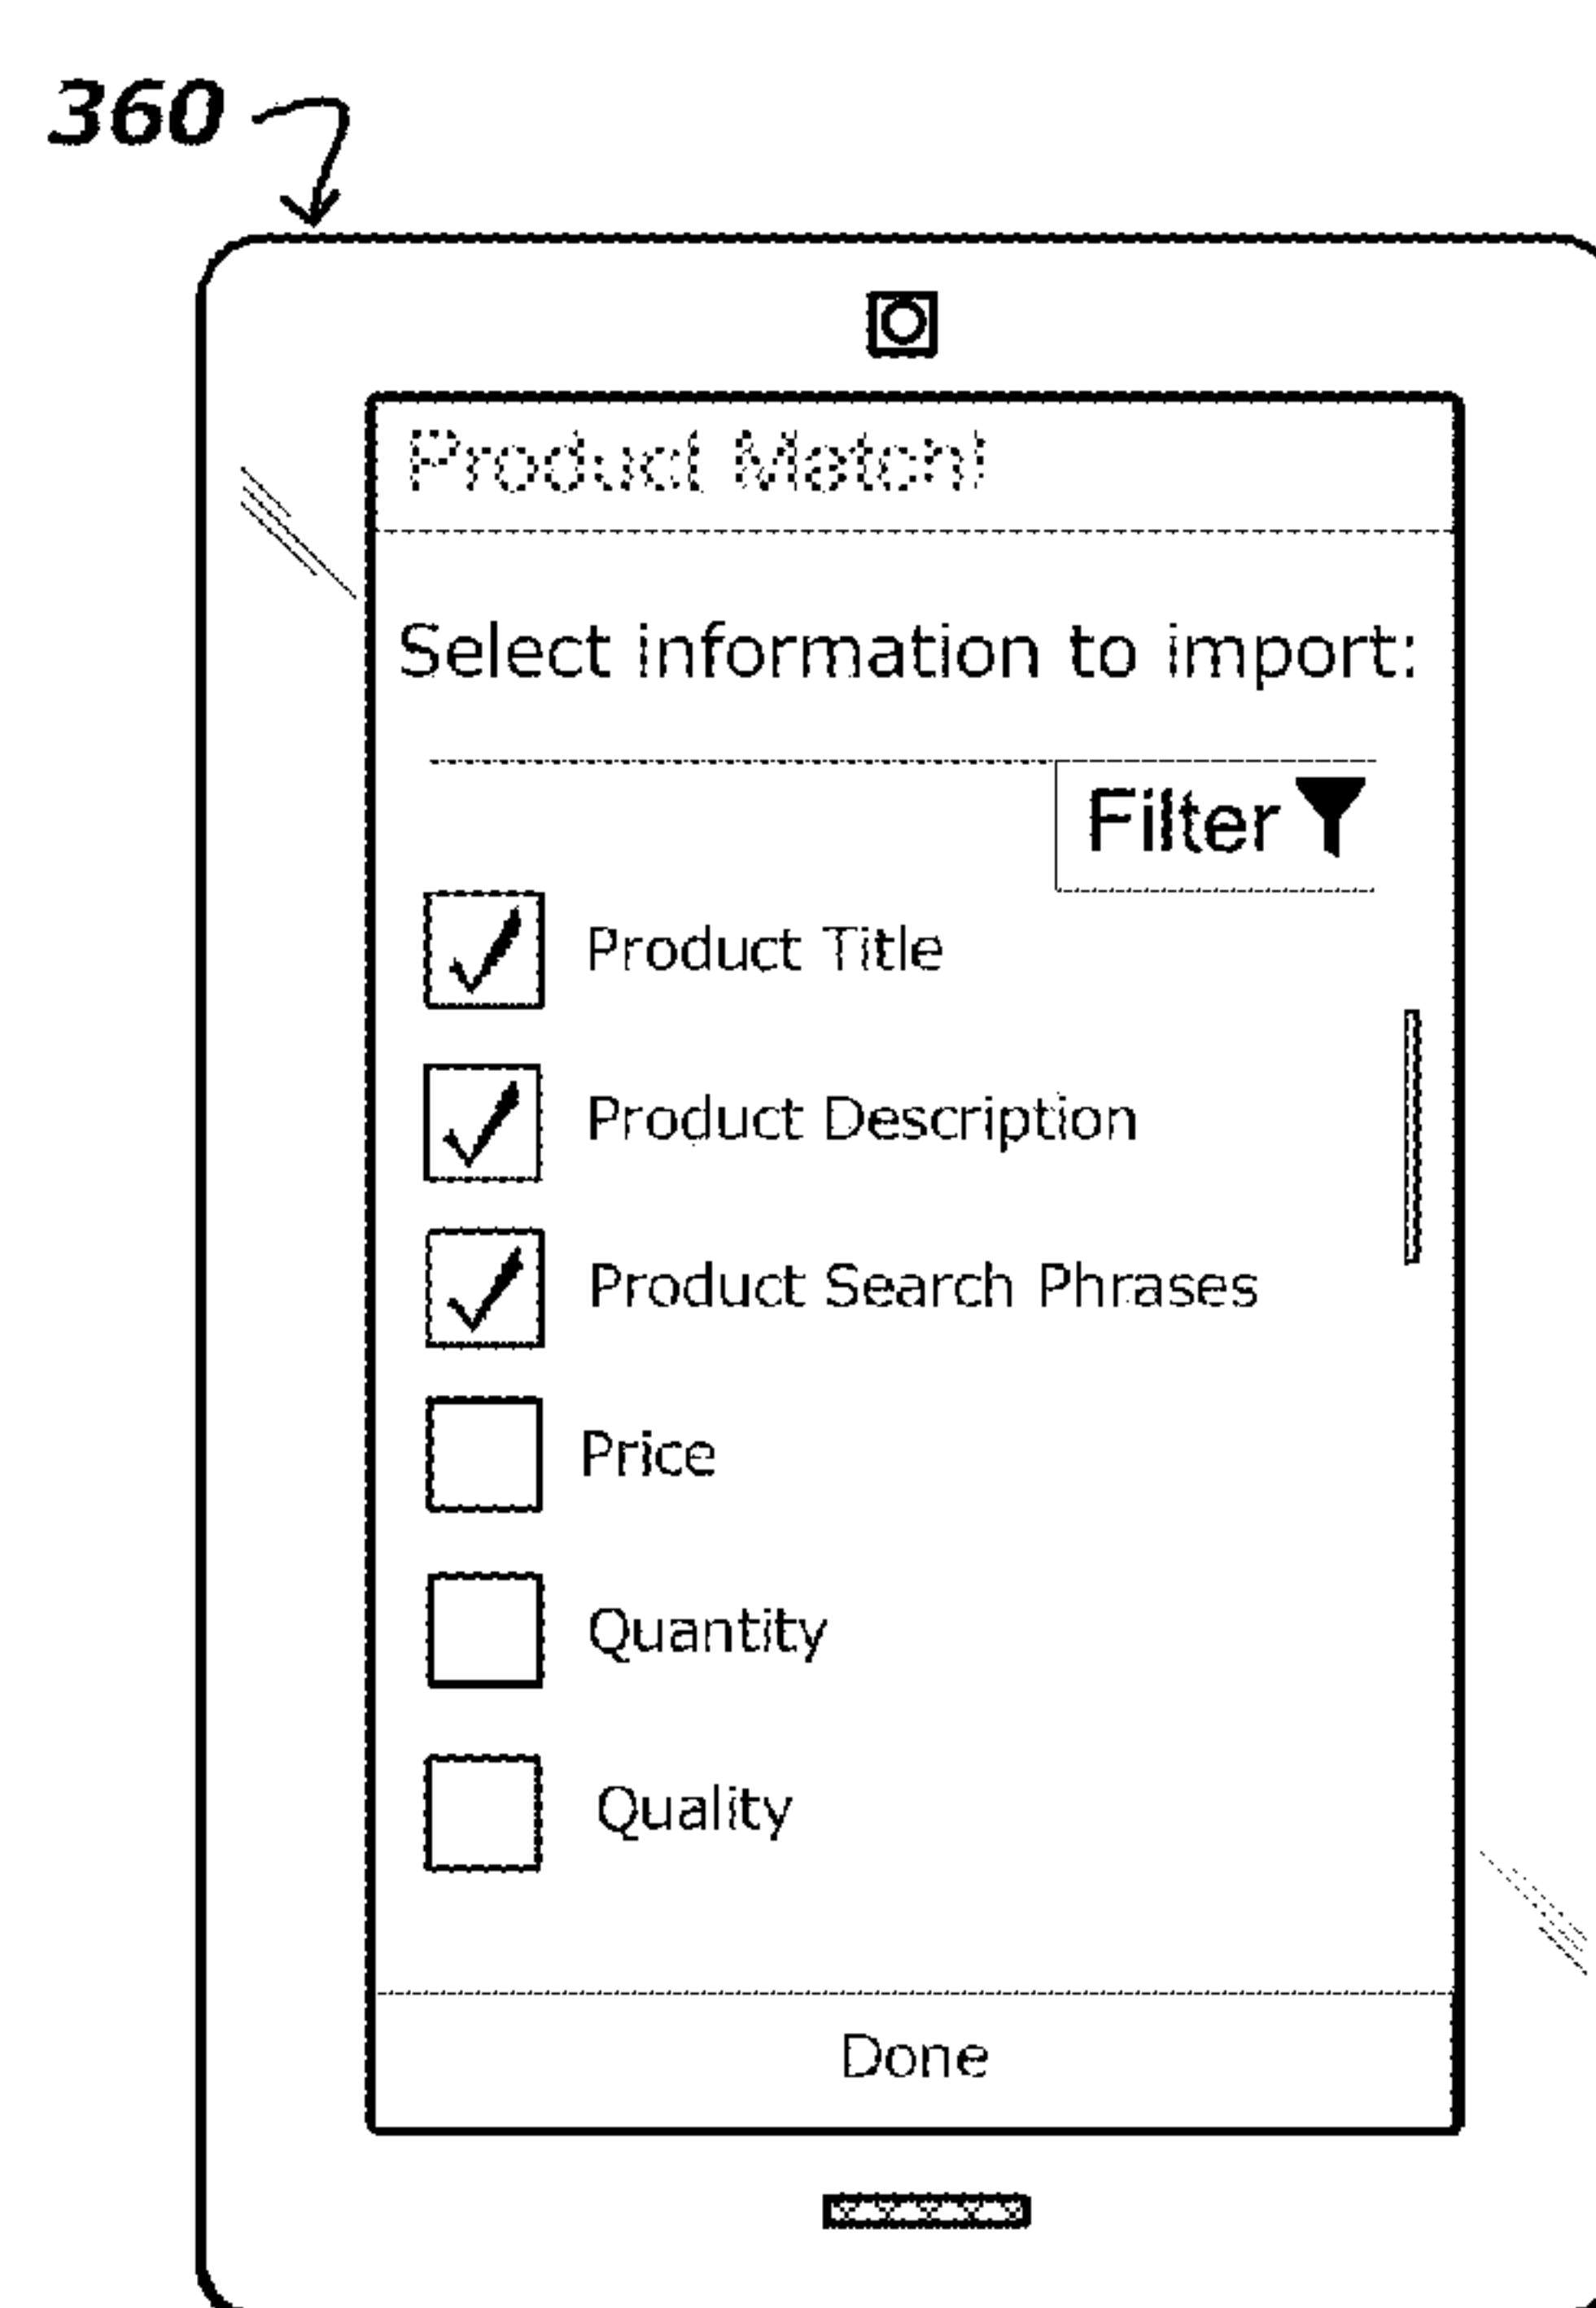 360
Product Match!
Select information to import:
Filter
Product Title
Product Description
Product Search Phrases
Price
Quantity
Quality
Done